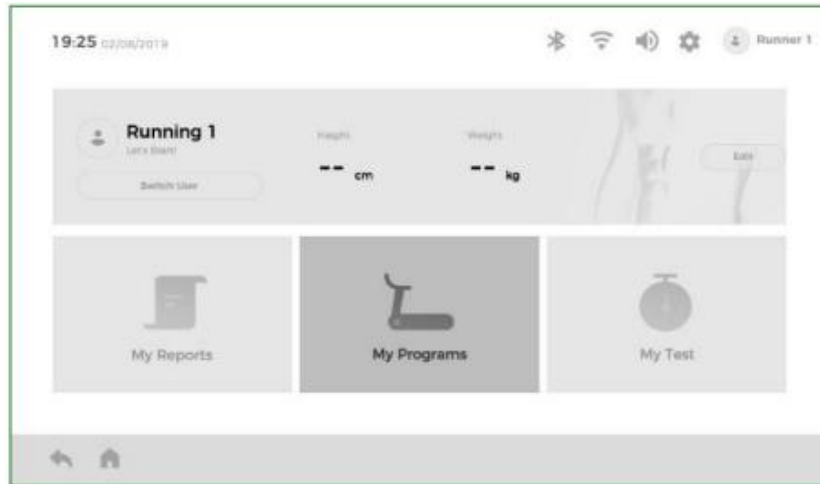 19:25 02/08/2019
Runner 1
Running 1
Let's Start!
Switch User
Height
-- cm
Weight
-- kg
Edit
My Reports
My Programs
My Test